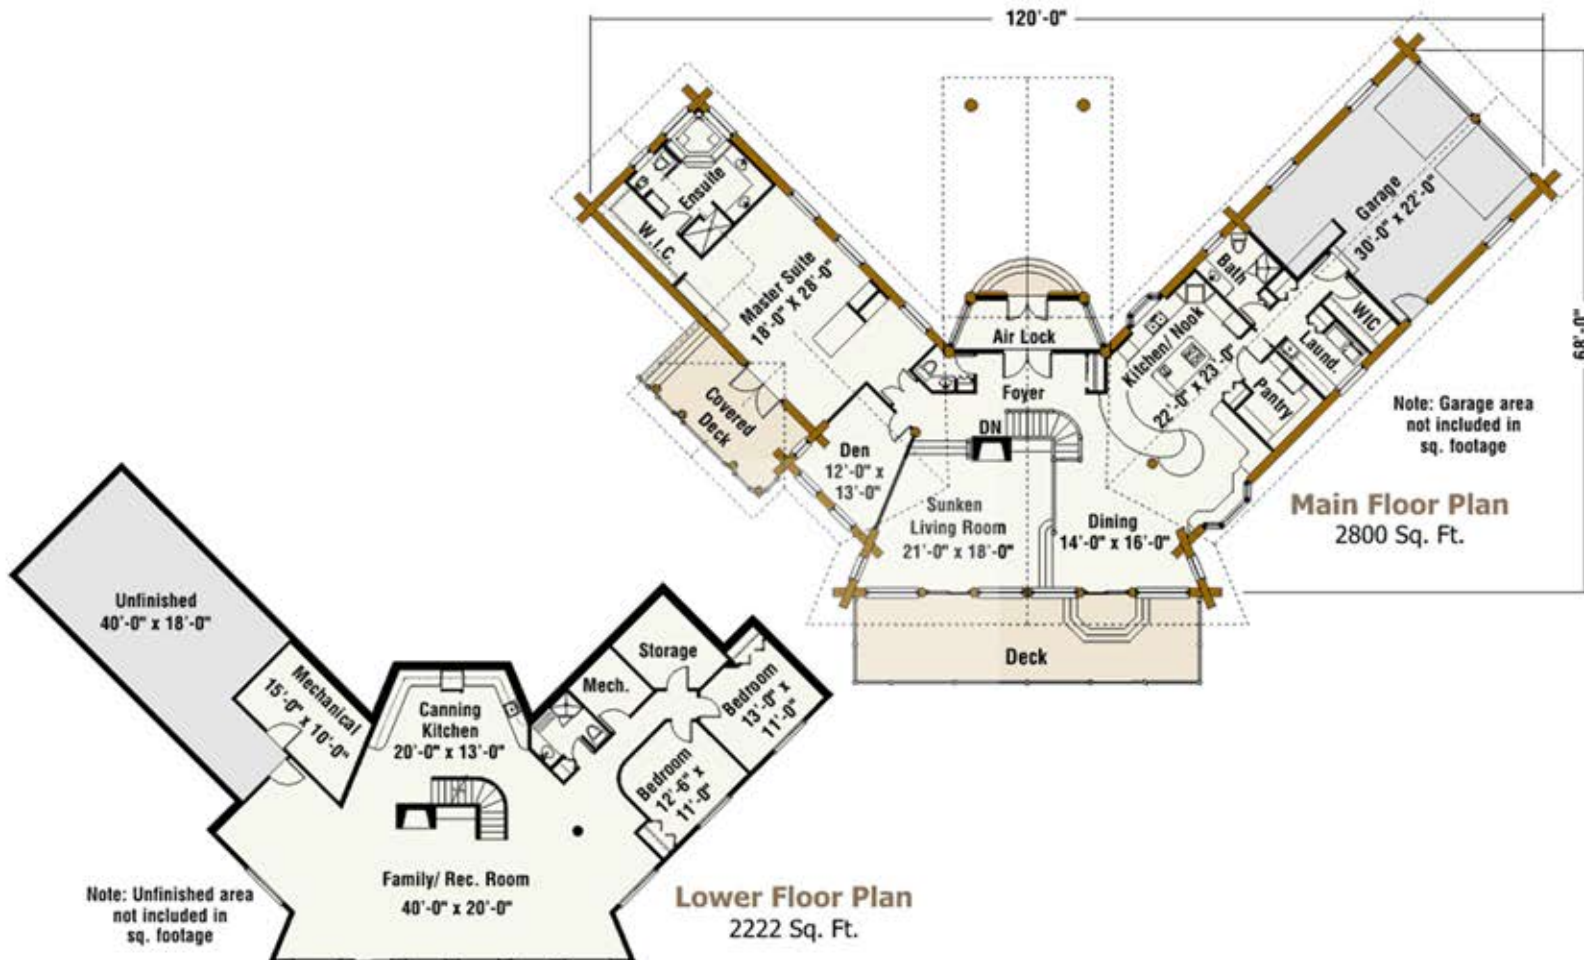 120'-0"
68'-0"
Ensuite
W.I.C.
Master Suite
18'-0" X 28'-0"
Covered
Deck
Den
12'-0" x
13'-0"
Air Lock
Foyer
DN
Sunken
Living Room
21'-0" x 18'-0"
Dining
14'-0" x 16'-0"
Deck
Kitchen/ Nook
22'-0" x 23'-0"
Bath
Garage
30'-0" x 22'-0"
WIC
Laund.
Pantry
Note: Garage area
not included in
sq. footage
Main Floor Plan
2800 Sq. Ft.
Unfinished
40'-0" x 18'-0"
Mechanical
15'-0" x 10'-0"
Canning
Kitchen
20'-0" x 13'-0"
Storage
Mech.
Bedroom
13'-0" x
11'-0"
Bedroom
12'-6" x
11'-0"
Family/ Rec. Room
40'-0" x 20'-0"
Note: Unfinished area
not included in
sq. footage
Lower Floor Plan
2222 Sq. Ft.